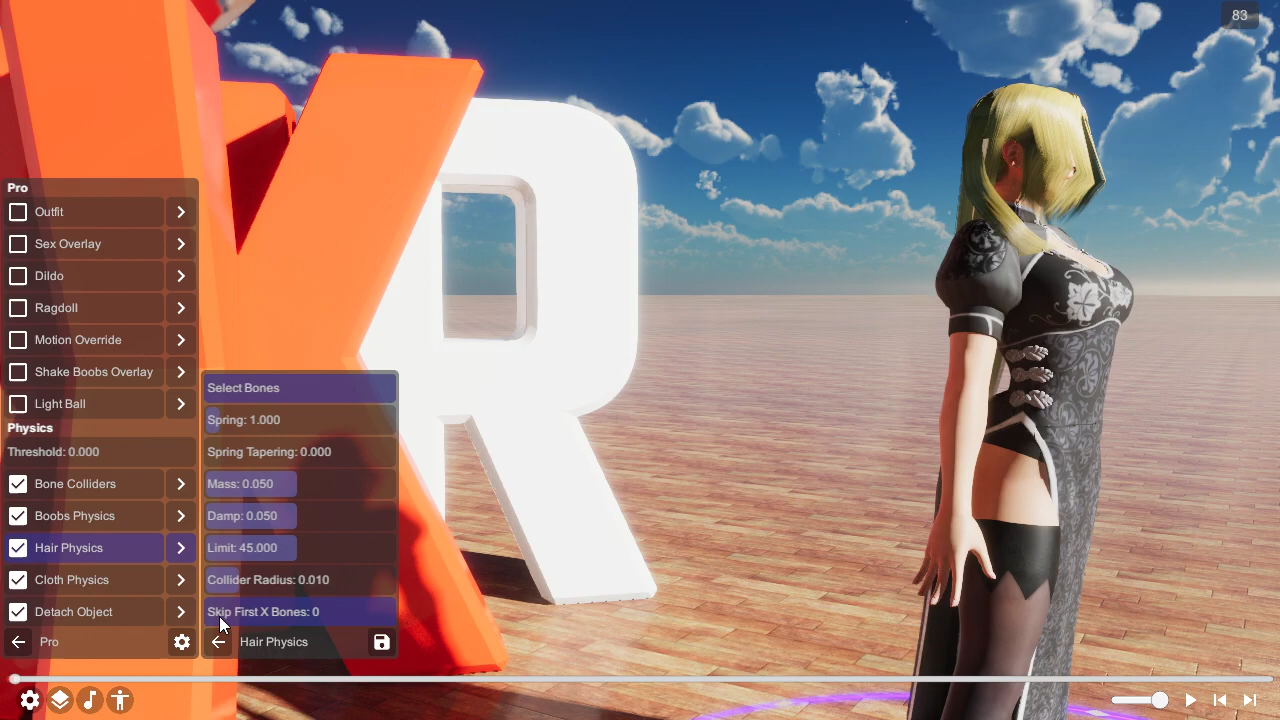 83
Pro
Outfit
Sex Overlay
Dildo
Ragdoll
Motion Override
Shake Boobs Overlay
Light Ball
Physics
Threshold: 0.000
Bone Colliders
Boobs Physics
Hair Physics
Cloth Physics
Detach Object
Pro
Select Bones
Spring: 1.000
Spring Tapering: 0.000
Mass: 0.050
Damp: 0.050
Limit: 45.000
Collider Radius: 0.010
Skip First X Bones: 0
Hair Physics
R